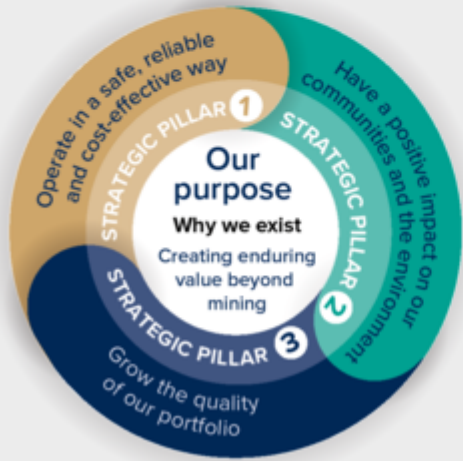 Our
purpose
Why we exist
Creating enduring
value beyond
mining
STRATEGIC PILLAR 1
Operate in a safe, reliable
and cost-effective way
STRATEGIC PILLAR 2
Have a positive impact on our
communities and the environment
STRATEGIC PILLAR 3
Grow the quality
of our portfolio